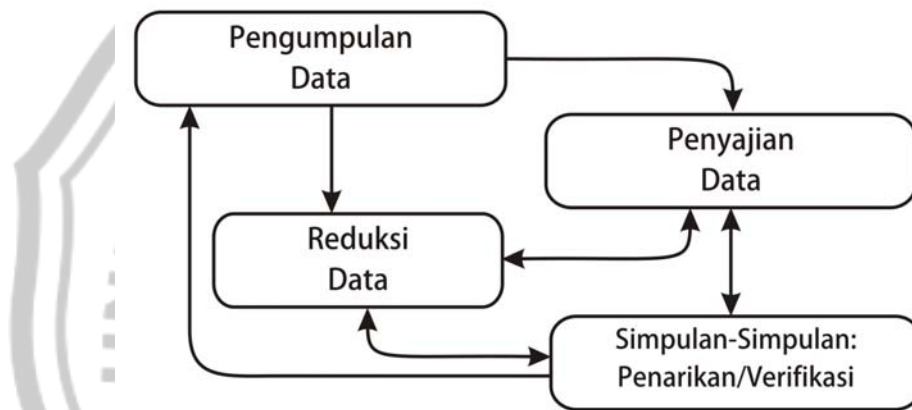 Pengumpulan
Data
Penyajian
Data
Reduksi
Data
Simpulan-Simpulan:
Penarikan/Verifikasi